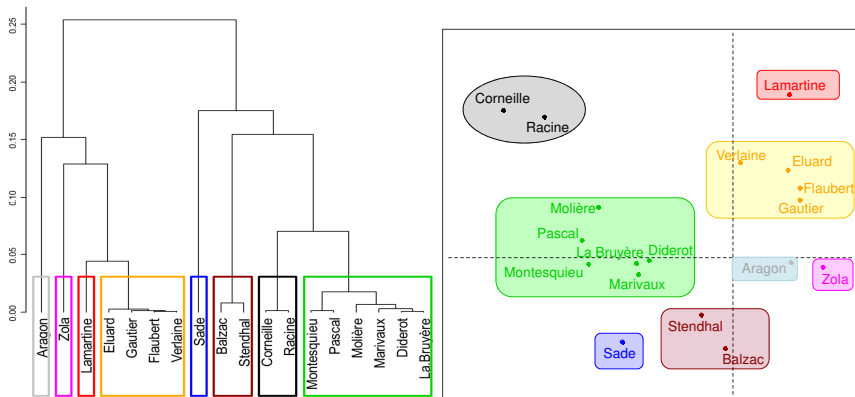 0.25
0.20
0.15
0.10
0.05
0.00
Aragon
Zola
Lamartine
Eluard
Gautier
Flaubert
Verlaine
Sade
Balzac
Stendhal
Corneille
Racine
Montesquieu
Pascal
Molière
Marivaux
Diderot
La.Bruyère
Lamartine
Corneille
Racine
Verlaine
Eluard
Flaubert
Gautier
Molière
Pascal
La Bruyère
Diderot
Montesquieu
Marivaux
Aragon
Zola
Stendhal
Sade
Balzac